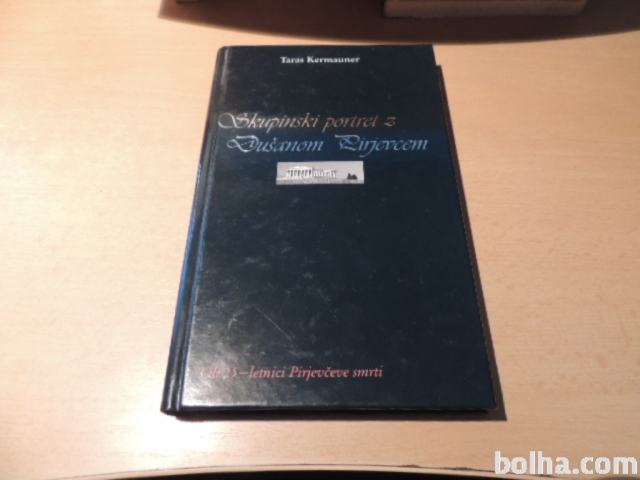 Taras Kermauner
Skupinski portret z
Dušanom Pirjevcem
Ob 25-letnici Pirjevčeve smrti
bolha.com